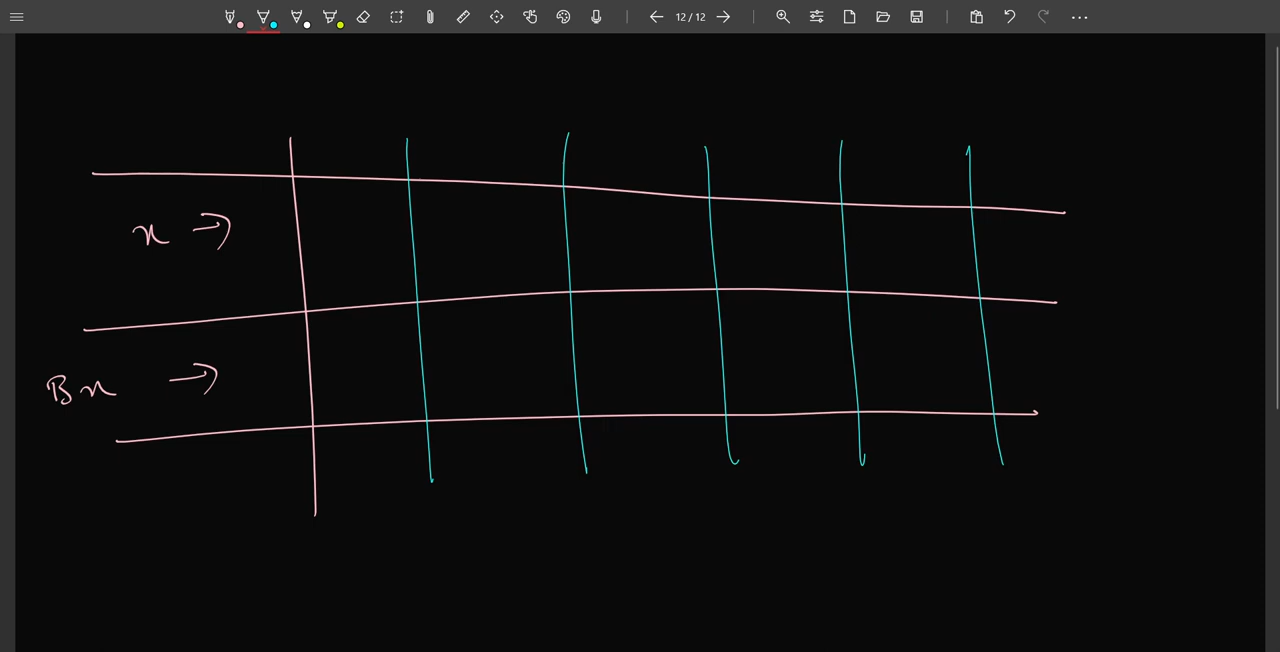 12 / 12
x →
Bx →